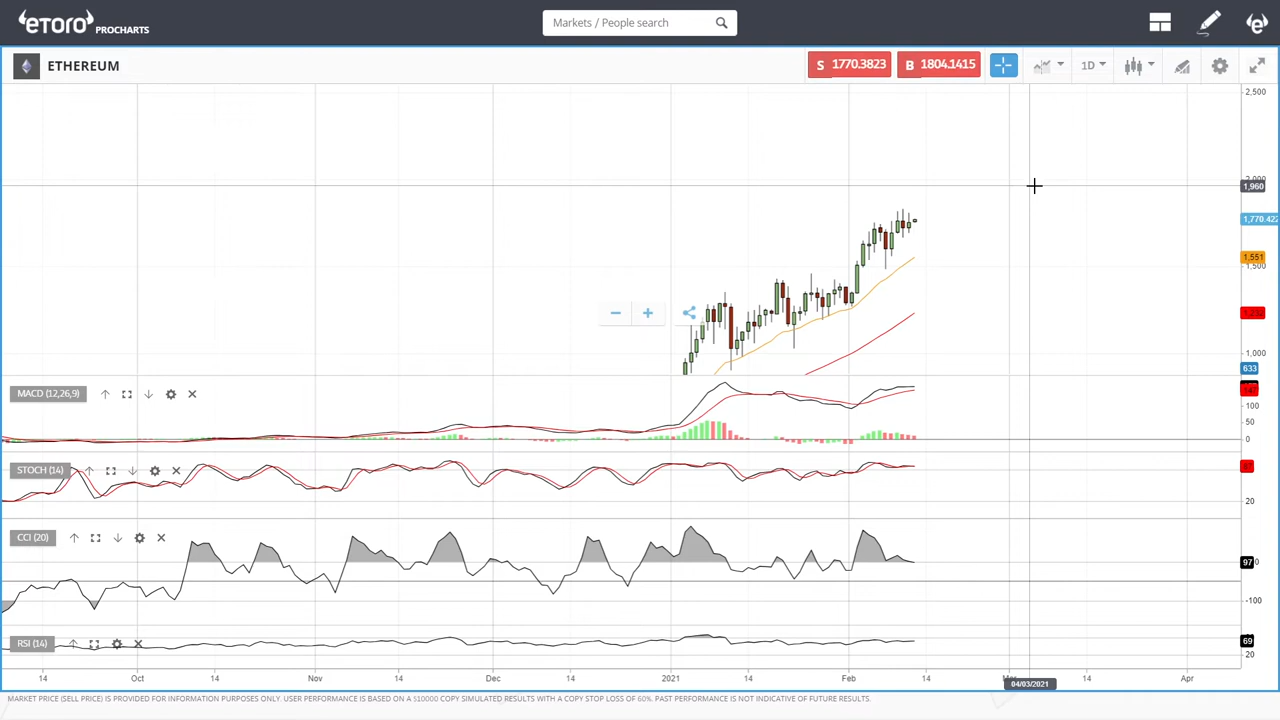 eTORO PROCHARTS
Markets / People search
ETHEREUM
S 1770.3823
B 1804.1415
1D
2,500
1,960
1,770.422
1,551
1,500
1,000
633
MACD (12,26,9)
100
50
0
STOCH (14)
87
20
CCI (20)
97
-100
RSI (14)
69
20
14 Oct 14 Nov 14 Dec 14 2021 14 Feb 14 14 Apr
04/03/2021
MARKET PRICE (SELL PRICE) IS PROVIDED FOR INFORMATION PURPOSES ONLY. USER PERFORMANCE IS BASED ON A $10000 COPY SIMULATED RESULTS WITH A COPY STOP LOSS OF 60%. PAST PERFORMANCE IS NOT INDICATIVE OF FUTURE RESULTS.